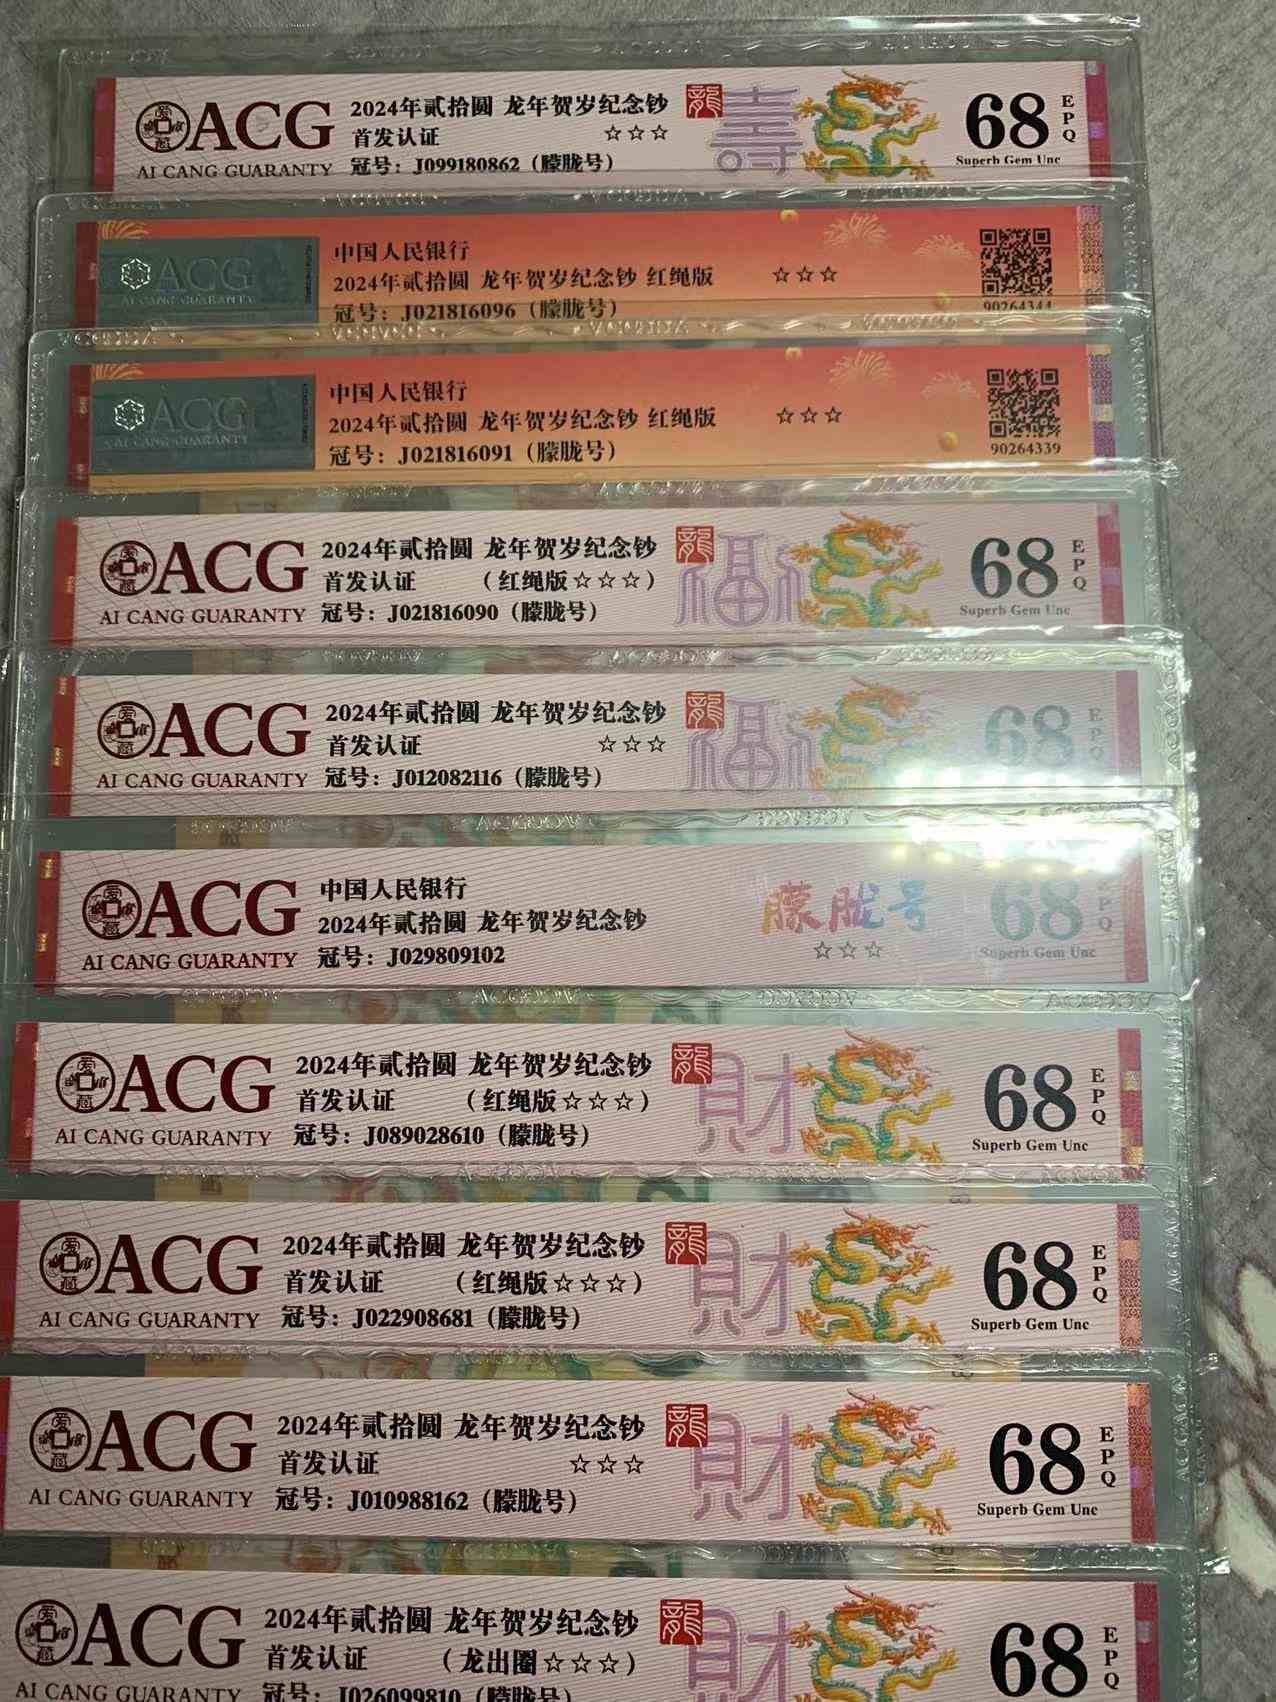 ACG
AI CANG GUARANTY
2024年贰拾圆 龙年贺岁纪念钞
首发认证 ☆☆☆
冠号：J099180862（朦胧号）
龍
壽
68 EPQ
Superb Gem Unc
ACG
AI CANG GUARANTY
中国人民银行
2024年贰拾圆 龙年贺岁纪念钞 红绳版 ☆☆☆
冠号：J021816096（朦胧号）
90264344
ACG
AI CANG GUARANTY
中国人民银行
2024年贰拾圆 龙年贺岁纪念钞 红绳版 ☆☆☆
冠号：J021816091（朦胧号）
90264339
ACG
AI CANG GUARANTY
2024年贰拾圆 龙年贺岁纪念钞
首发认证 （红绳版☆☆☆）
冠号：J021816090（朦胧号）
龍
福
68 EPQ
Superb Gem Unc
ACG
AI CANG GUARANTY
2024年贰拾圆 龙年贺岁纪念钞
首发认证 ☆☆☆
冠号：J012082116（朦胧号）
龍
福
68 EPQ
ACG
AI CANG GUARANTY
中国人民银行
2024年贰拾圆 龙年贺岁纪念钞
冠号：J029809102
朦胧号
☆☆☆
68 EPQ
Superb Gem Unc
ACG
AI CANG GUARANTY
2024年贰拾圆 龙年贺岁纪念钞
首发认证 （红绳版☆☆☆）
冠号：J089028610（朦胧号）
龍
財
68 EPQ
Superb Gem Unc
ACG
AI CANG GUARANTY
2024年贰拾圆 龙年贺岁纪念钞
首发认证 （红绳版☆☆☆）
冠号：J022908681（朦胧号）
龍
財
68 EPQ
Superb Gem Unc
ACG
AI CANG GUARANTY
2024年贰拾圆 龙年贺岁纪念钞
首发认证 ☆☆☆
冠号：J010988162（朦胧号）
龍
財
68 EPQ
Superb Gem Unc
ACG
AI CANG GUARANTY
2024年贰拾圆 龙年贺岁纪念钞
首发认证 （龙出圈☆☆☆）
冠号：J026099810（朦胧号）
龍
財
68 EPQ